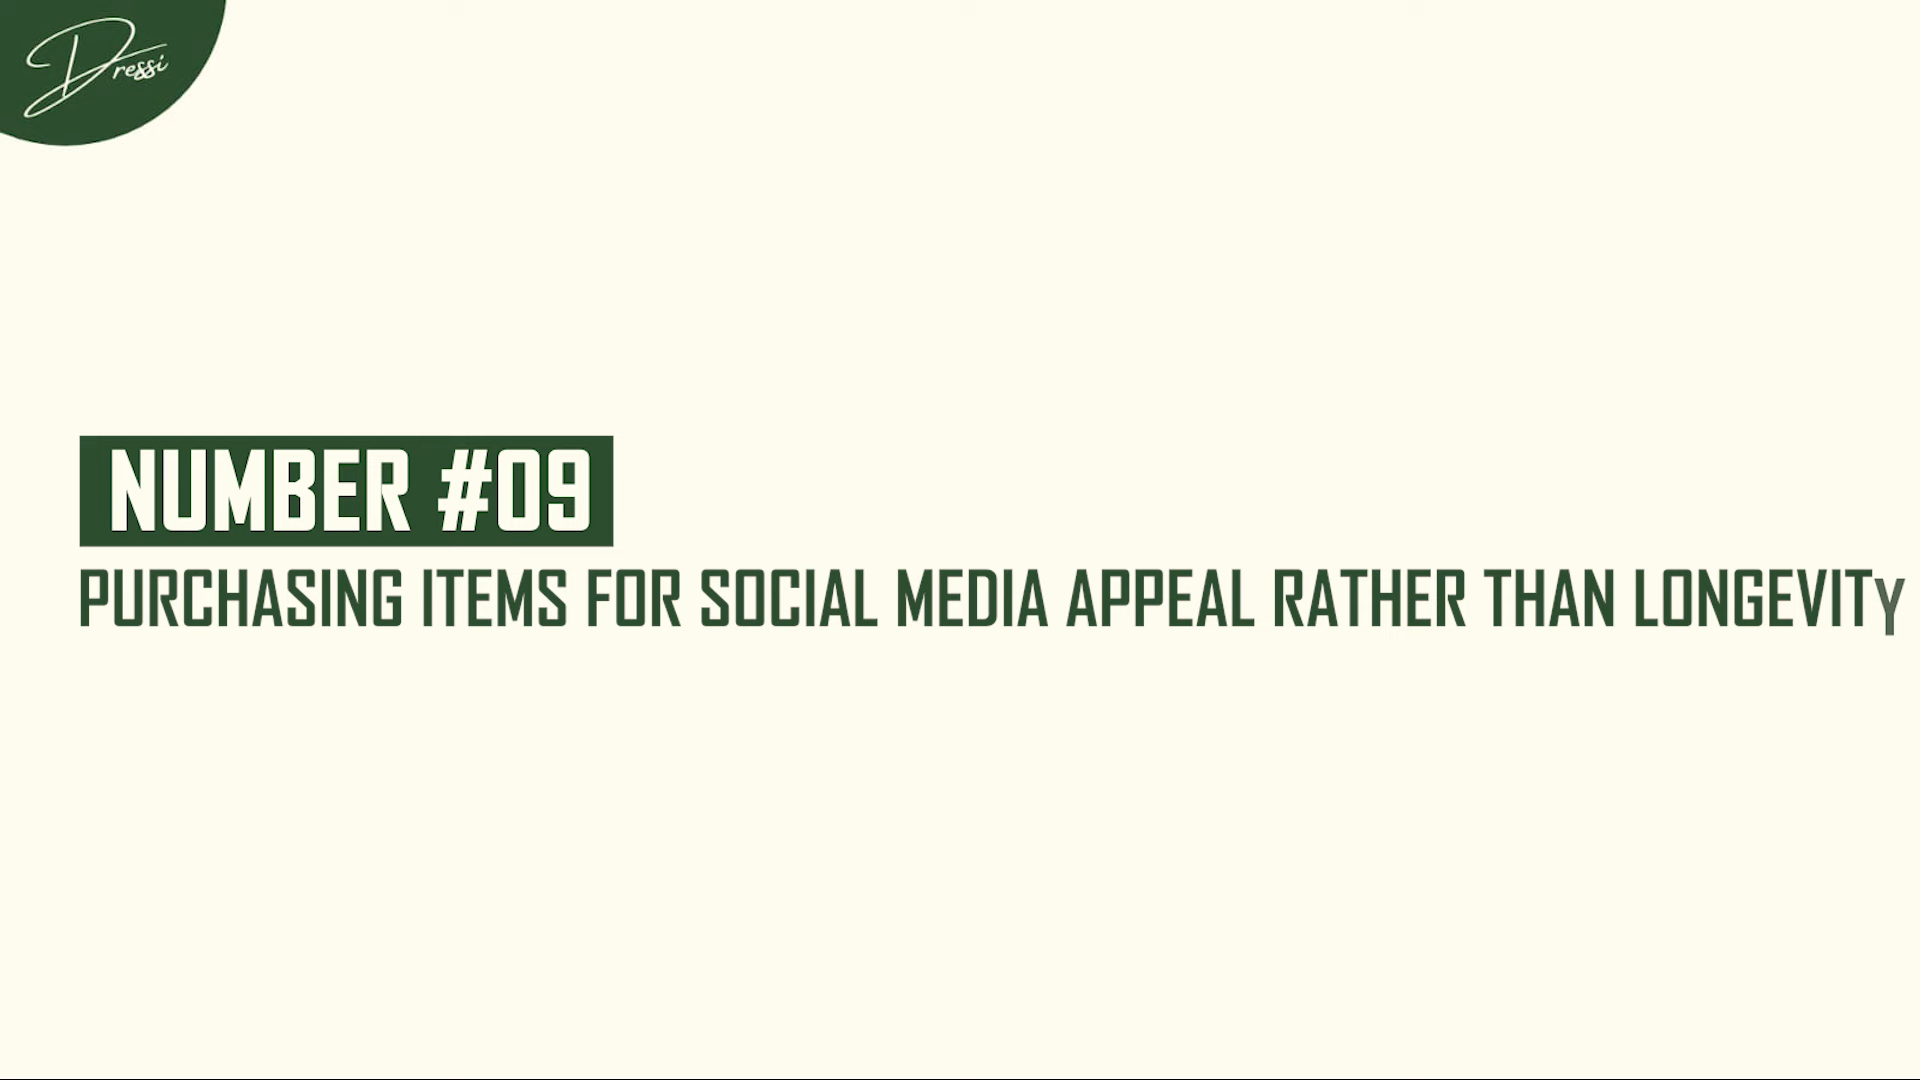 Dressi
NUMBER #09
PURCHASING ITEMS FOR SOCIAL MEDIA APPEAL RATHER THAN LONGEVITY